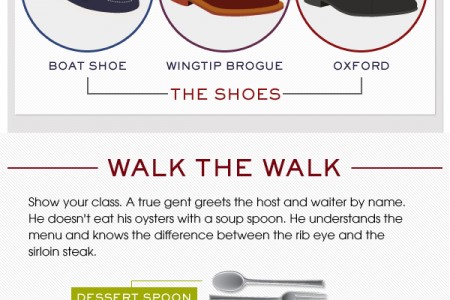 BOAT SHOE WINGTIP BROGUE OXFORD
THE SHOES
WALK THE WALK
Show your class. A true gent greets the host and waiter by name.
He doesn't eat his oysters with a soup spoon. He understands the
menu and knows the difference between the rib eye and the
sirloin steak.
DESSERT SPOON